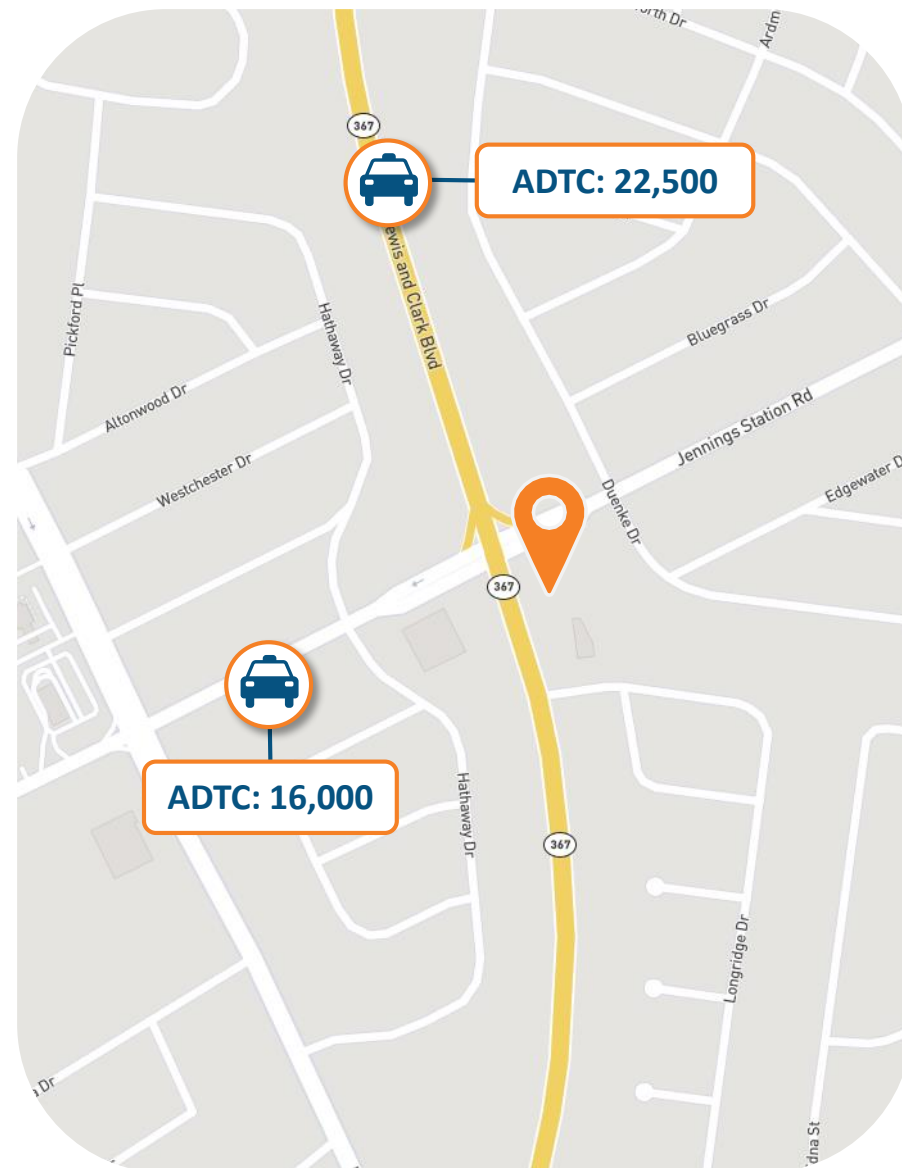 orth Dr
Ardm
367
ADTC: 22,500
ewis and Clark Blvd
Pickford Pl
Hathaway Dr
Bluegrass Dr
Altonwood Dr
Jennings Station Rd
Westchester Dr
Duenke Dr
Edgewater D
367
ADTC: 16,000
Hathaway Dr
367
Longridge Dr
a Dr
dna St